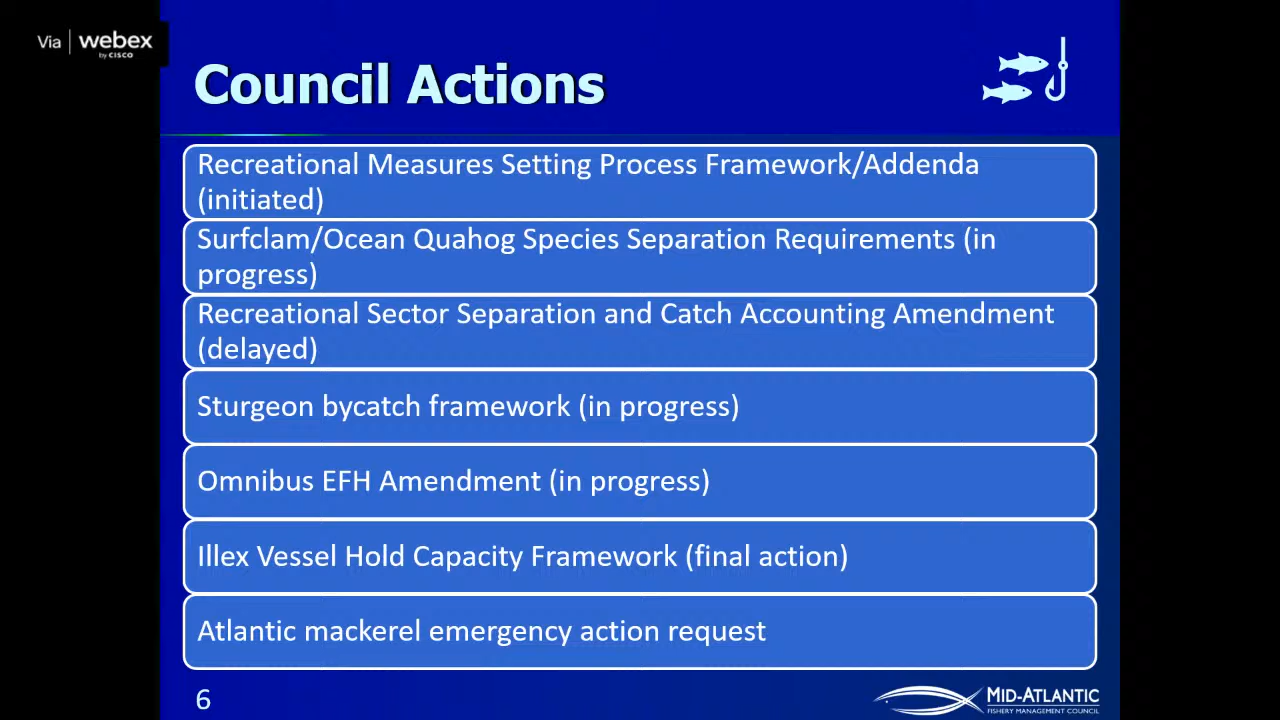 Via webex
by CISCO
Council Actions
Recreational Measures Setting Process Framework/Addenda
(initiated)
Surfclam/Ocean Quahog Species Separation Requirements (in
progress)
Recreational Sector Separation and Catch Accounting Amendment
(delayed)
Sturgeon bycatch framework (in progress)
Omnibus EFH Amendment (in progress)
Illex Vessel Hold Capacity Framework (final action)
Atlantic mackerel emergency action request
6
MID-ATLANTIC
FISHERY MANAGEMENT COUNCIL